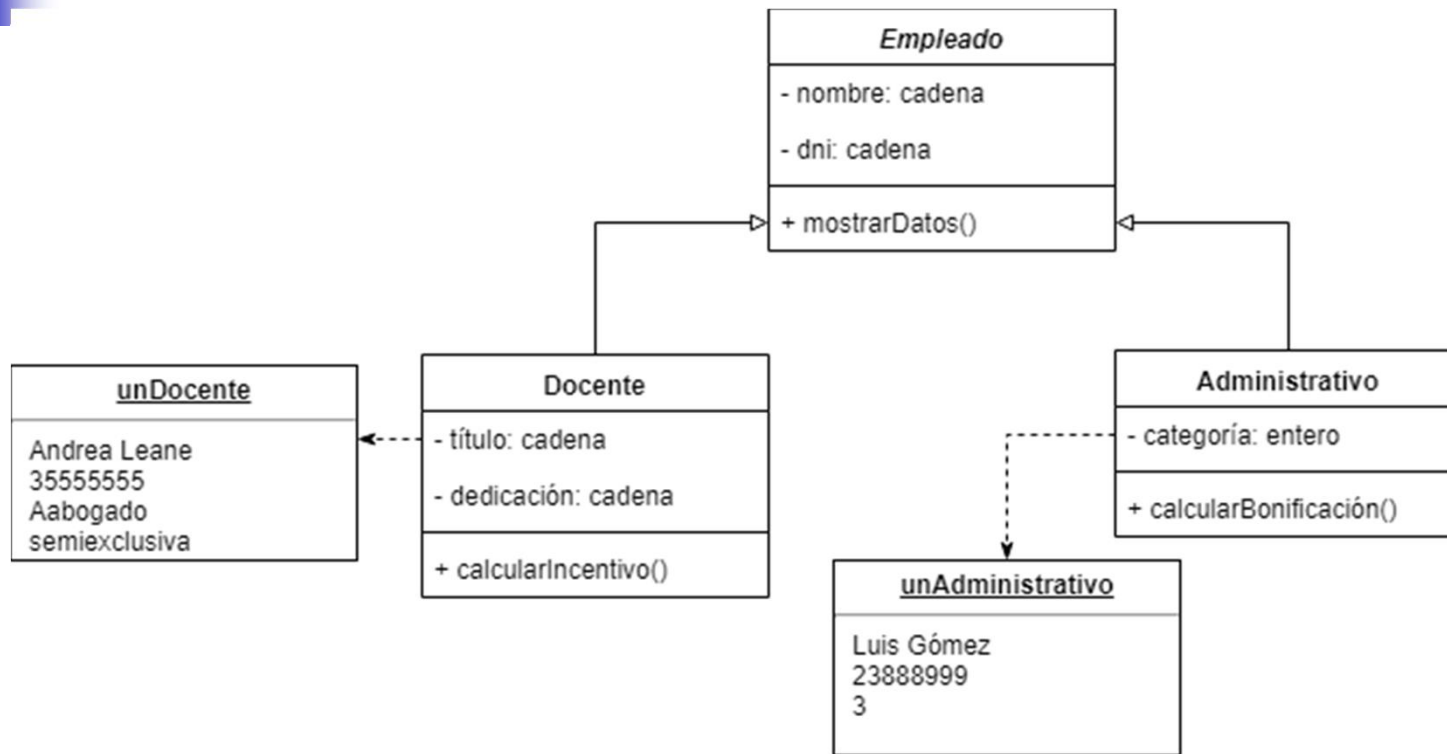 Empleado
- nombre: cadena
- dni: cadena
+ mostrarDatos()
unDocente
Andrea Leane
35555555
Aabogado
semiexclusiva
Docente
- título: cadena
- dedicación: cadena
+ calcularIncentivo()
Administrativo
- categoría: entero
+ calcularBonificación()
unAdministrativo
Luis Gómez
23888999
3